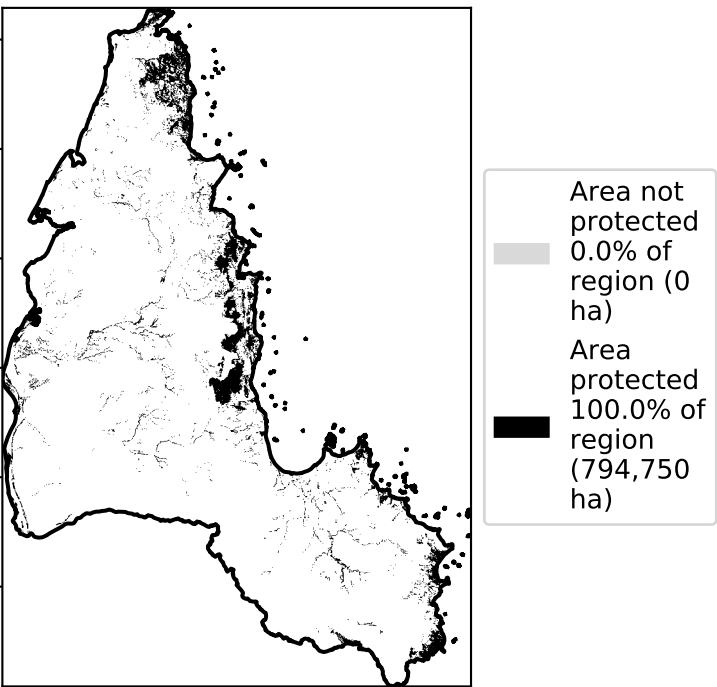 Area not
protected
0.0% of
region (0
ha)
Area
protected
100.0% of
region
(794,750
ha)